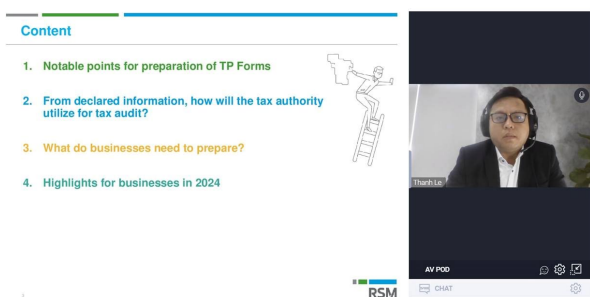 Content
1. Notable points for preparation of TP Forms
2. From declared information, how will the tax authority
utilize for tax audit?
3. What do businesses need to prepare?
4. Highlights for businesses in 2024
RSM
Thanh Le
AV POD
CHAT